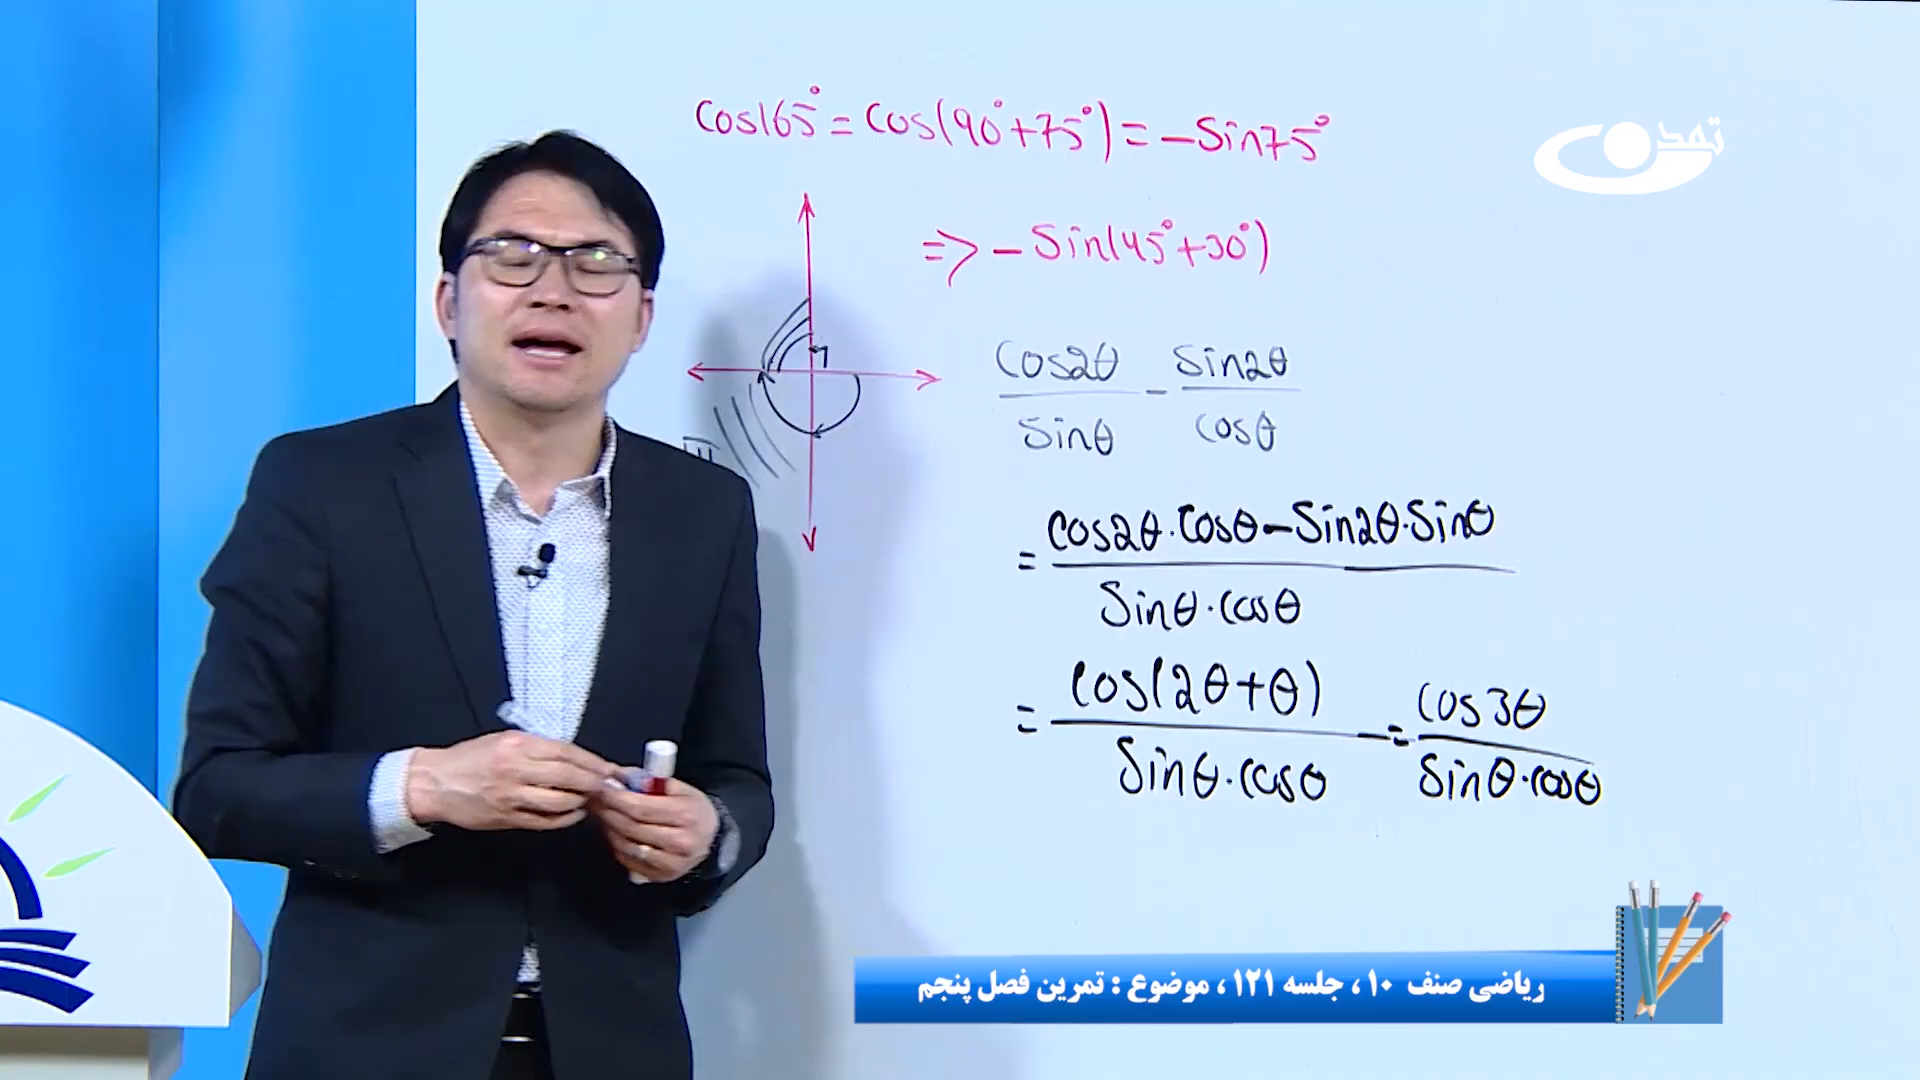 cos165° = cos(90°+75°) = -sin75°
تمدن
=> - sin(45°+30°)
cos2θ/sinθ - sin2θ/cosθ
= cos2θ·cosθ-sin2θ·sinθ/sinθ·cosθ
= cos(2θ+θ)/sinθ·cosθ = cos3θ/sinθ·cosθ
ریاضی صنف ۱۰، جلسه ۱۲۱، موضوع : تمرین فصل پنجم